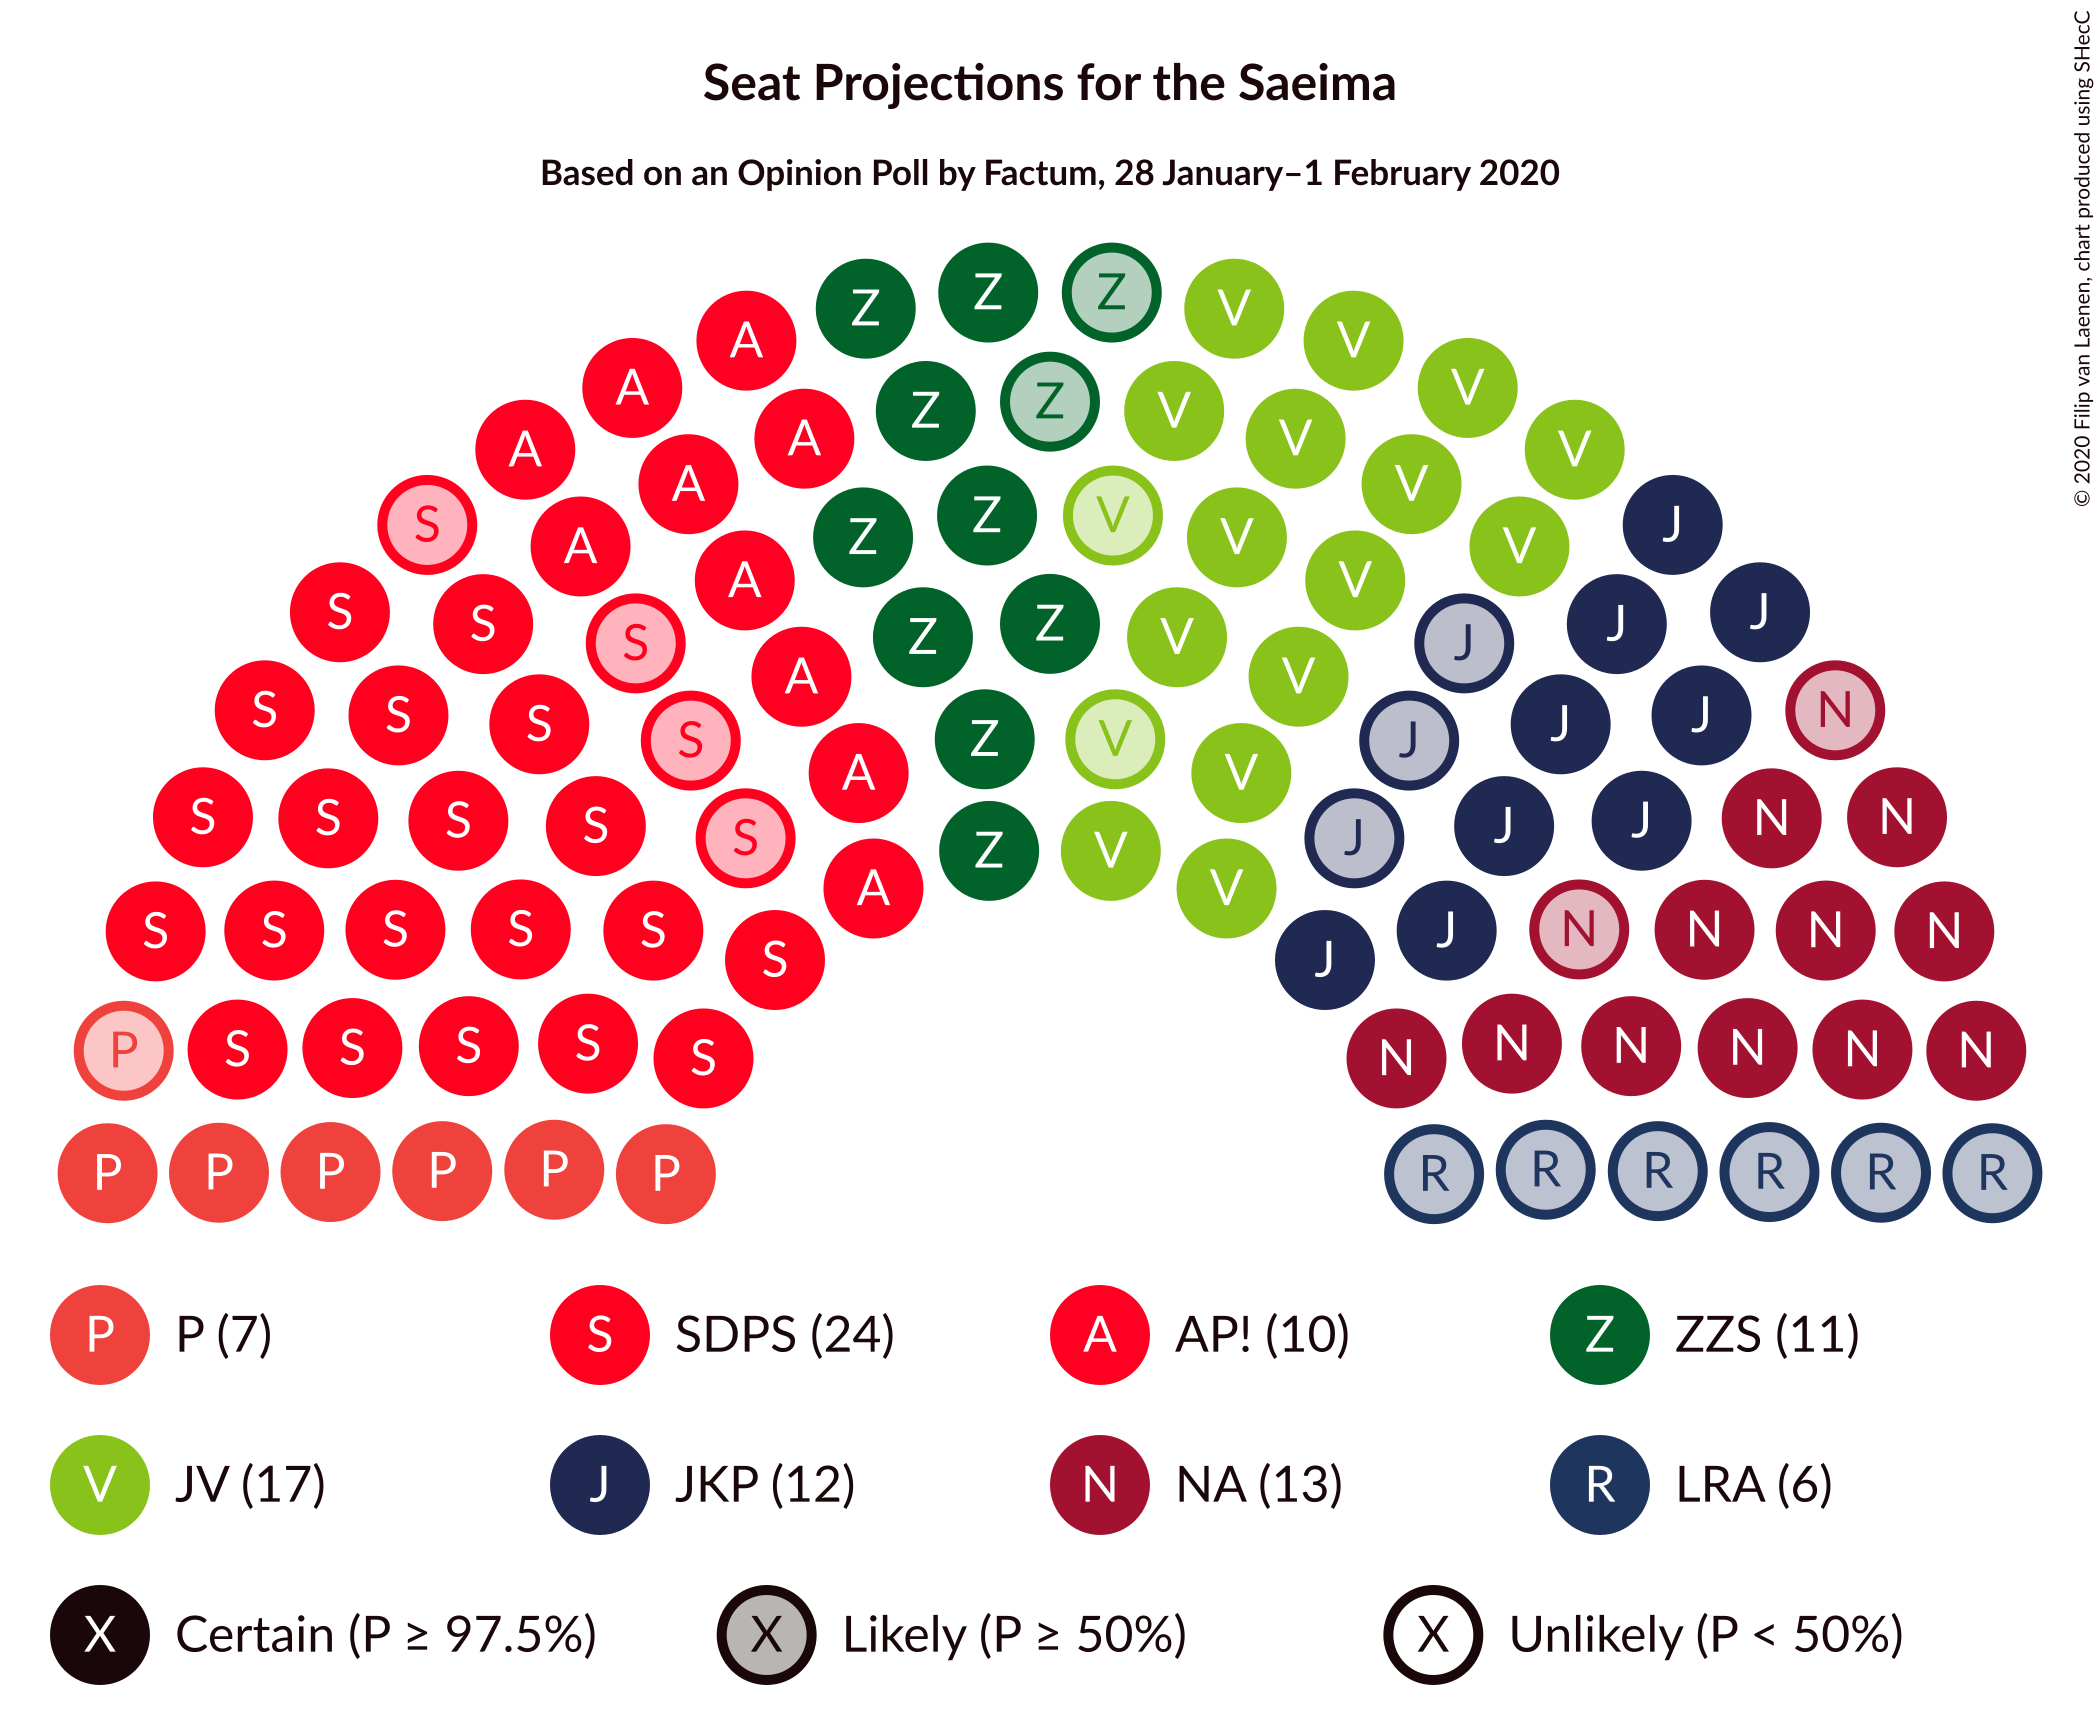 Seat Projections for the Saeima
Based on an Opinion Poll by Factum, 28 January–1 February 2020
© 2020 Filip van Laenen, chart produced using SHecC
Z Z Z V
A V
A Z Z V V
A A V V
A V
S A Z Z V V V J
A V
S S S Z Z V J J J
A V
S S S S Z V J J J N
A V
S S S S S Z V J J J N N
A V
S S S S S S J J N N N N
P S S S S S N N N N N N
P P P P P P R R R R R R
P P (7) S SDPS (24) A AP! (10) Z ZZS (11)
V JV (17) J JKP (12) N NA (13) R LRA (6)
X Certain (P ≥ 97.5%) X Likely (P ≥ 50%) X Unlikely (P < 50%)